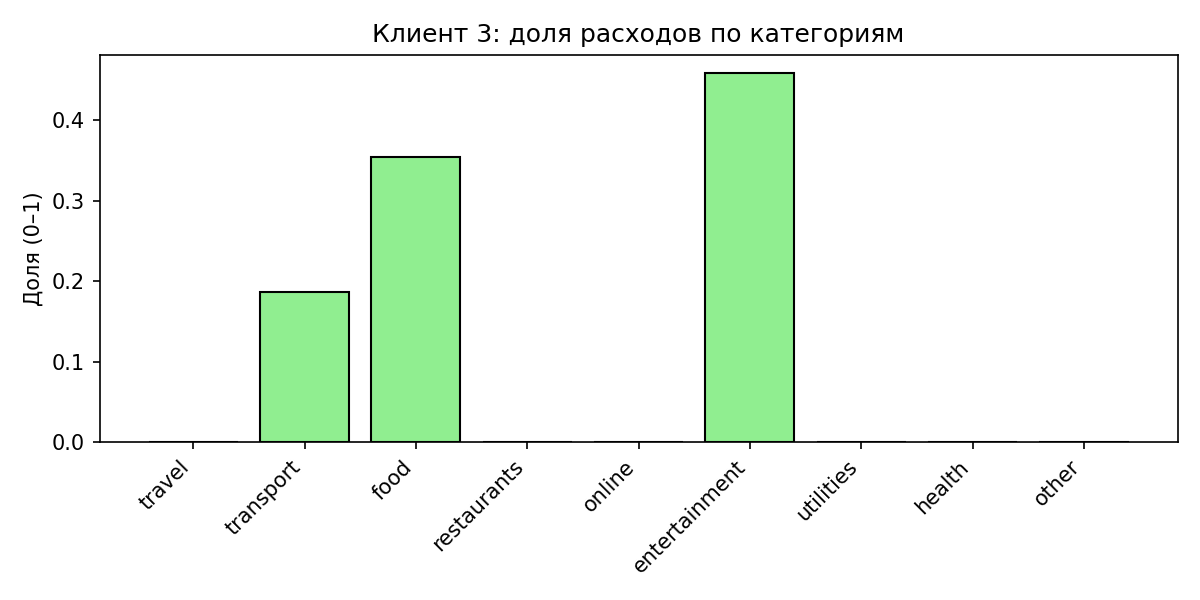 Клиент 3: доля расходов по категориям
Доля (0–1)
0.4
0.3
0.2
0.1
0.0
travel
transport
food
restaurants
online
entertainment
utilities
health
other